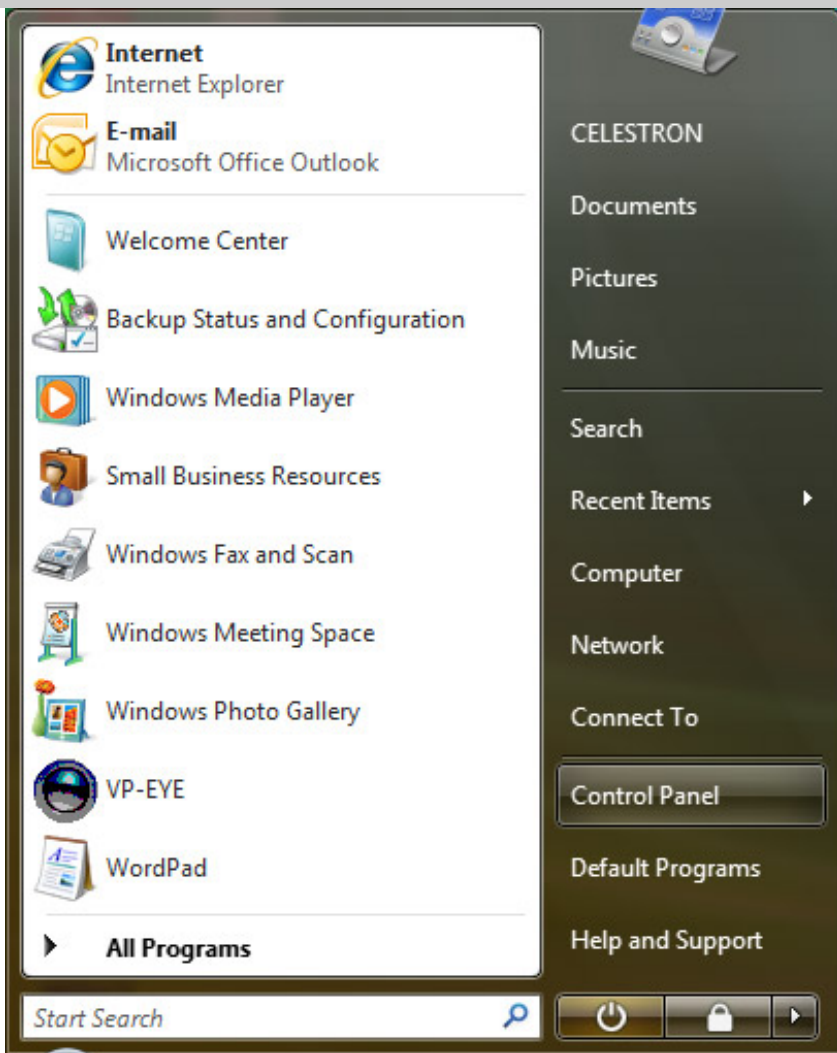 Internet
Internet Explorer
E-mail
Microsoft Office Outlook
Welcome Center
Backup Status and Configuration
Windows Media Player
Small Business Resources
Windows Fax and Scan
Windows Meeting Space
Windows Photo Gallery
VP-EYE
WordPad
All Programs
Start Search
CELESTRON
Documents
Pictures
Music
Search
Recent Items
Computer
Network
Connect To
Control Panel
Default Programs
Help and Support